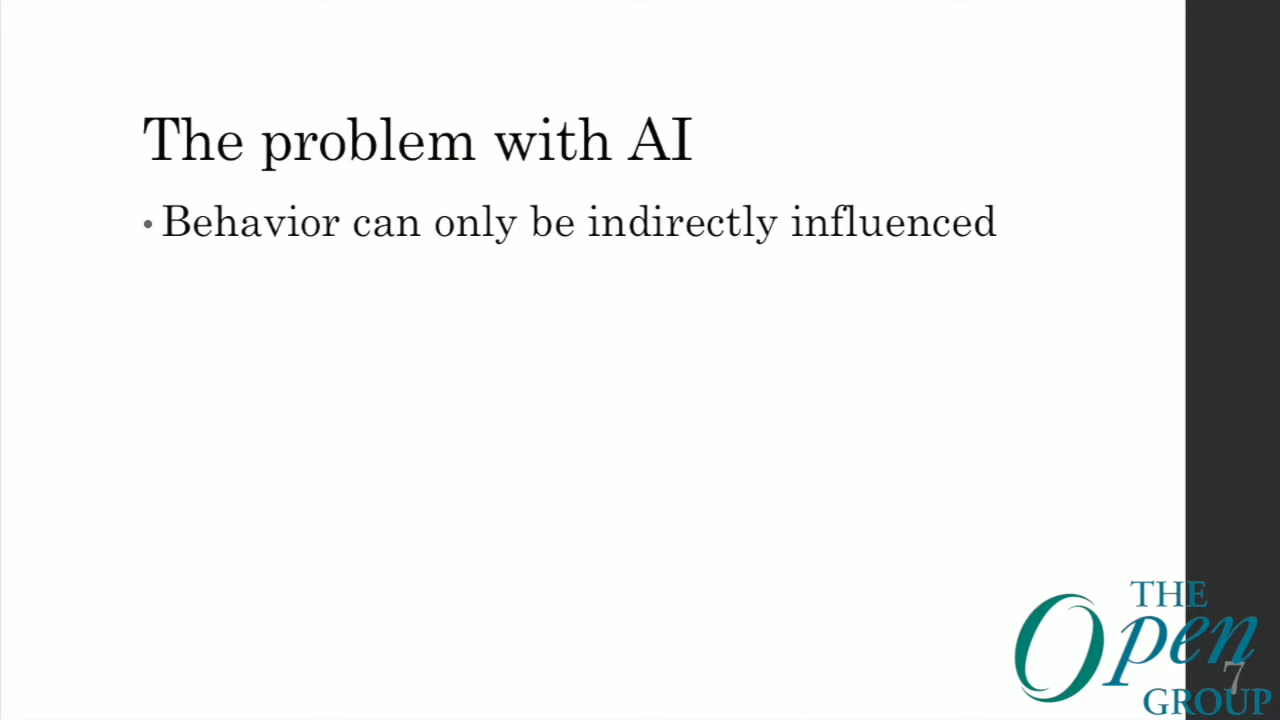 The problem with AI
• Behavior can only be indirectly influenced
THE
Open
7
GROUP